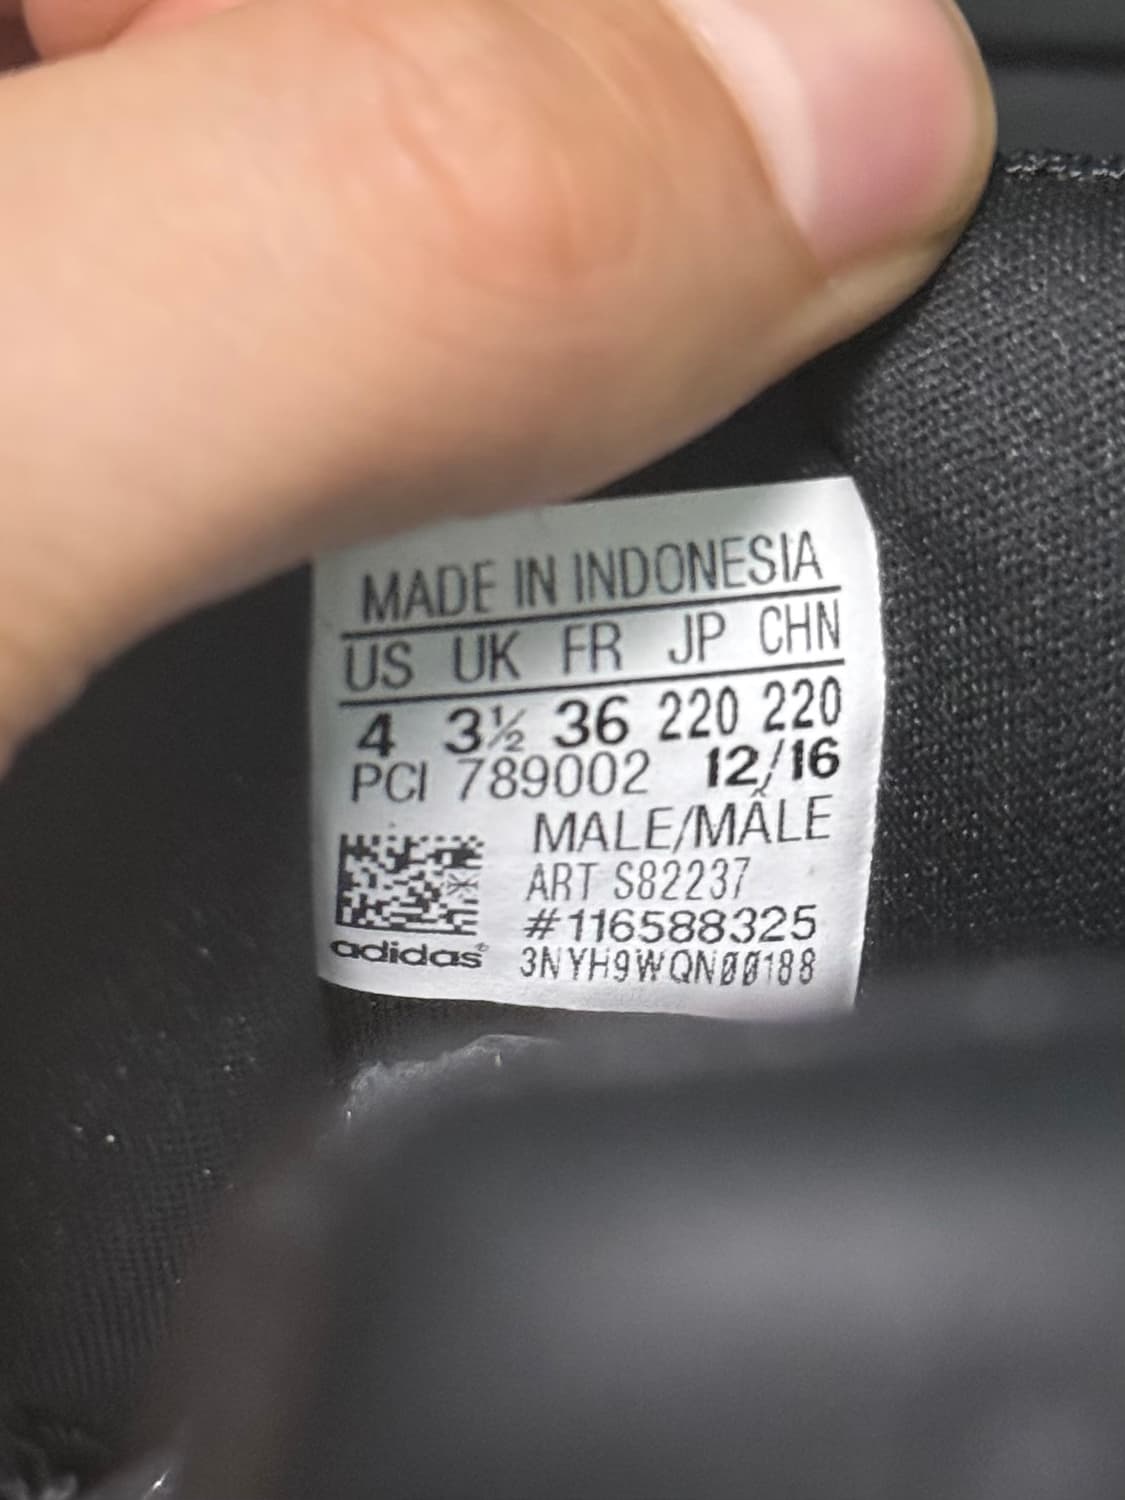 MADE IN INDONESIA
US UK FR JP CHN
4 3½ 36 220 220
PCI 789002 12/16
MALE/MÂLE
ART S82237
#116588325
adidas®
3NYH9WQN00188